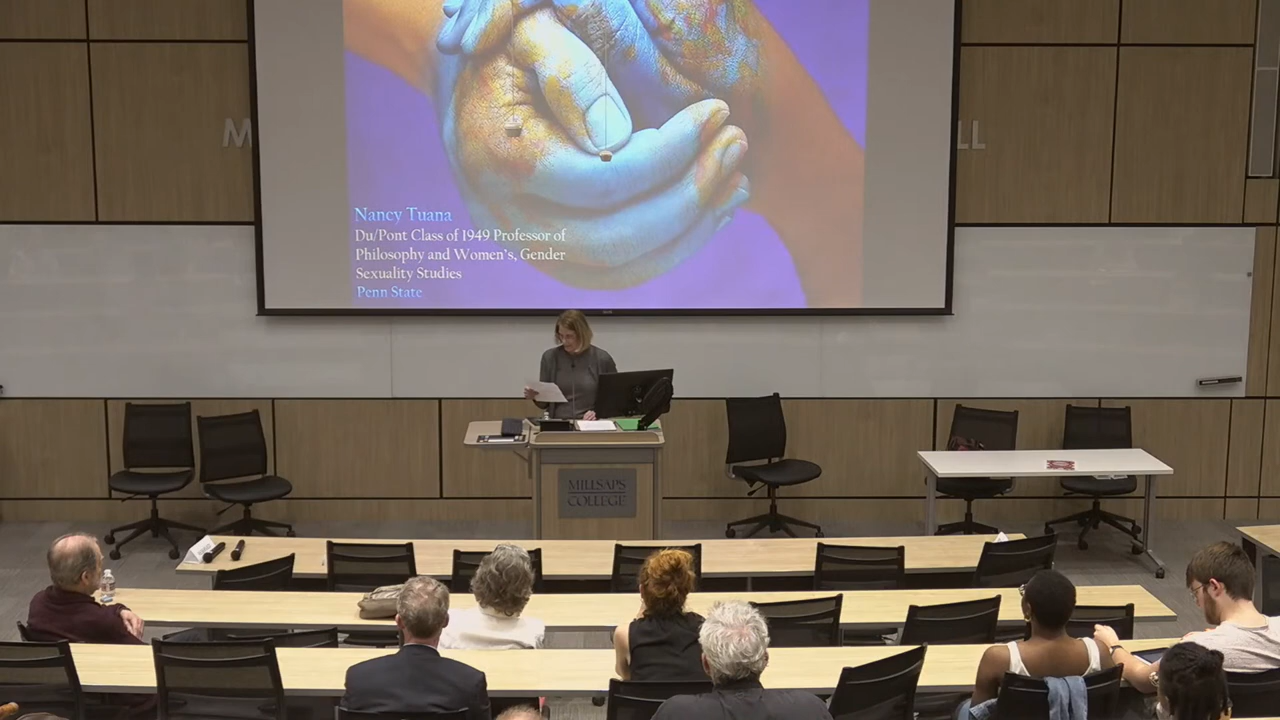 M
LL
Nancy Tuana
Du/Pont Class of 1949 Professor of
Philosophy and Women's, Gender
Sexuality Studies
Penn State
MILLSAPS
COLLEGE